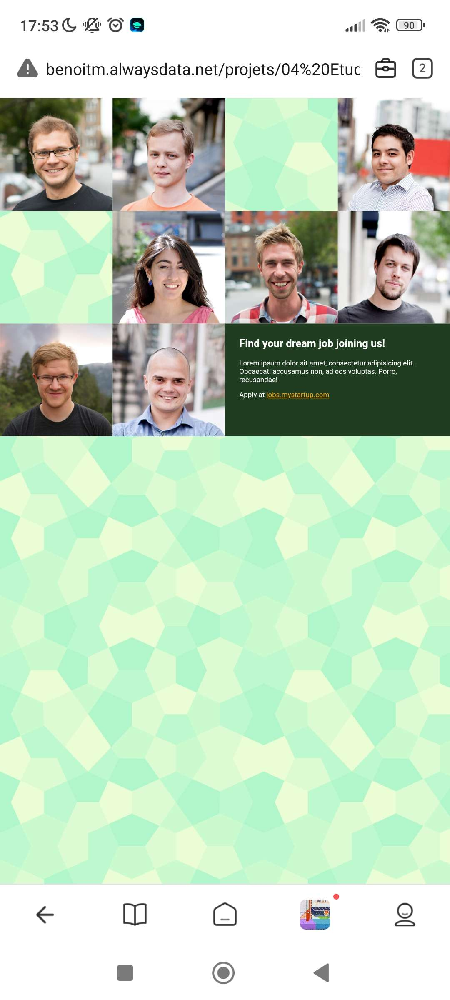 17:53
90
benoitm.alwaysdata.net/projets/04%20Etud
2
Find your dream job joining us!
Lorem ipsum dolor sit amet, consectetur adipisicing elit.
Obcaecati accusamus non, ad eos voluptas. Porro,
recusandae!
Apply at jobs.mystartup.com